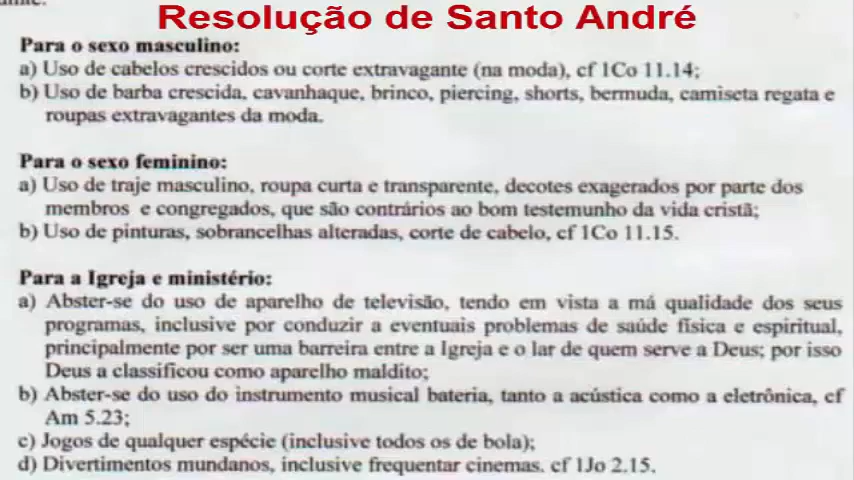 Resolução de Santo André
Para o sexo masculino:
a) Uso de cabelos crescidos ou corte extravagante (na moda), cf 1Co 11.14;
b) Uso de barba crescida, cavanhaque, brinco, piercing, shorts, bermuda, camiseta regata e
roupas extravagantes da moda.
Para o sexo feminino:
a) Uso de traje masculino, roupa curta e transparente, decotes exagerados por parte dos
membros e congregados, que são contrários ao bom testemunho da vida cristã;
b) Uso de pinturas, sobrancelhas alteradas, corte de cabelo, cf 1Co 11.15.
Para a Igreja e ministério:
a) Abster-se do uso de aparelho de televisão, tendo em vista a má qualidade dos seus
programas, inclusive por conduzir a eventuais problemas de saúde física e espiritual,
principalmente por ser uma barreira entre a Igreja e o lar de quem serve a Deus; por isso
Deus a classificou como aparelho maldito;
b) Abster-se do uso do instrumento musical bateria, tanto a acústica como a eletrônica, cf
Am 5.23;
c) Jogos de qualquer espécie (inclusive todos os de bola);
d) Divertimentos mundanos, inclusive frequentar cinemas. cf 1Jo 2.15.